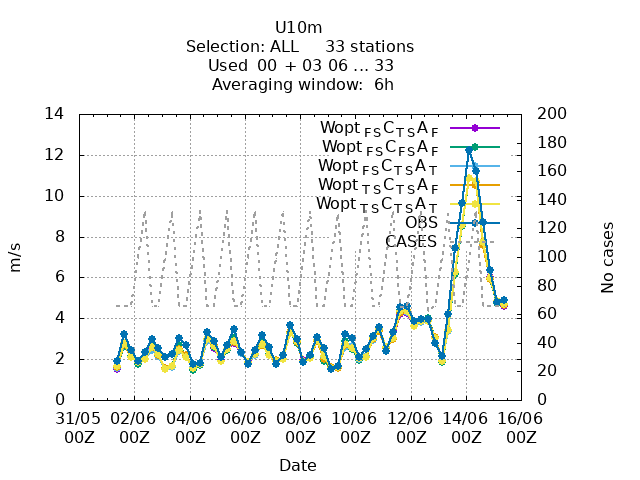 U10m
Selection: ALL 33 stations
Used 00 + 03 06 ... 33
Averaging window: 6h
14
12
10
8
6
4
2
0
m/s
200
180
160
140
120
100
80
60
40
20
0
No cases
Wopt FS C TS A F
Wopt FS C FS A F
Wopt FS C TS A T
Wopt TS C TS A F
Wopt TS C TS A T
OBS
CASES
31/05 02/06 04/06 06/06 08/06 10/06 12/06 14/06 16/06
00Z 00Z 00Z 00Z 00Z 00Z 00Z 00Z 00Z
Date